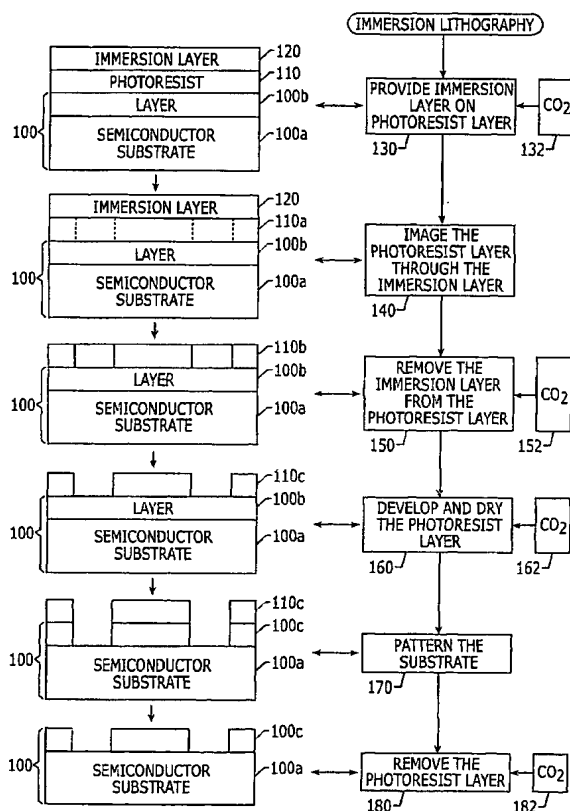 IMMERSION LITHOGRAPHY
IMMERSION LAYER
120
PHOTORESIST
110
LAYER
100b
100
SEMICONDUCTOR
SUBSTRATE
100a
PROVIDE IMMERSION
LAYER ON
PHOTORESIST LAYER
130
CO2
132
IMMERSION LAYER
120
110a
LAYER
100b
100
SEMICONDUCTOR
SUBSTRATE
100a
IMAGE THE
PHOTORESIST LAYER
THROUGH THE
IMMERSION LAYER
140
110b
LAYER
100b
100
SEMICONDUCTOR
SUBSTRATE
100a
REMOVE THE
IMMERSION LAYER
FROM THE
PHOTORESIST LAYER
150
CO2
152
110c
LAYER
100b
100
SEMICONDUCTOR
SUBSTRATE
100a
DEVELOP AND DRY
THE PHOTORESIST
LAYER
160
CO2
162
110c
100c
100
SEMICONDUCTOR
SUBSTRATE
100a
PATTERN THE
SUBSTRATE
170
100c
100
SEMICONDUCTOR
SUBSTRATE
100a
REMOVE THE
PHOTORESIST LAYER
180
CO2
182